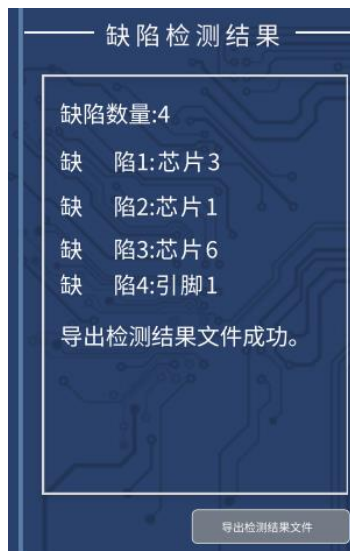 缺陷检测结果
缺陷数量:4
缺 陷1:芯片3
缺 陷2:芯片1
缺 陷3:芯片6
缺 陷4:引脚1
导出检测结果文件成功。
导出检测结果文件